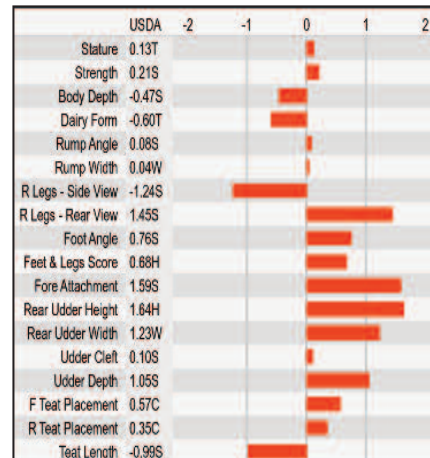 USDA -2 -1 0 1 2
Stature 0.13T
Strength 0.21S
Body Depth -0.47S
Dairy Form -0.60T
Rump Angle 0.08S
Rump Width 0.04W
R Legs - Side View -1.24S
R Legs - Rear View 1.45S
Foot Angle 0.76S
Feet & Legs Score 0.68H
Fore Attachment 1.59S
Rear Udder Height 1.64H
Rear Udder Width 1.23W
Udder Cleft 0.10S
Udder Depth 1.05S
F Teat Placement 0.57C
R Teat Placement 0.35C
Teat Length -0.99S